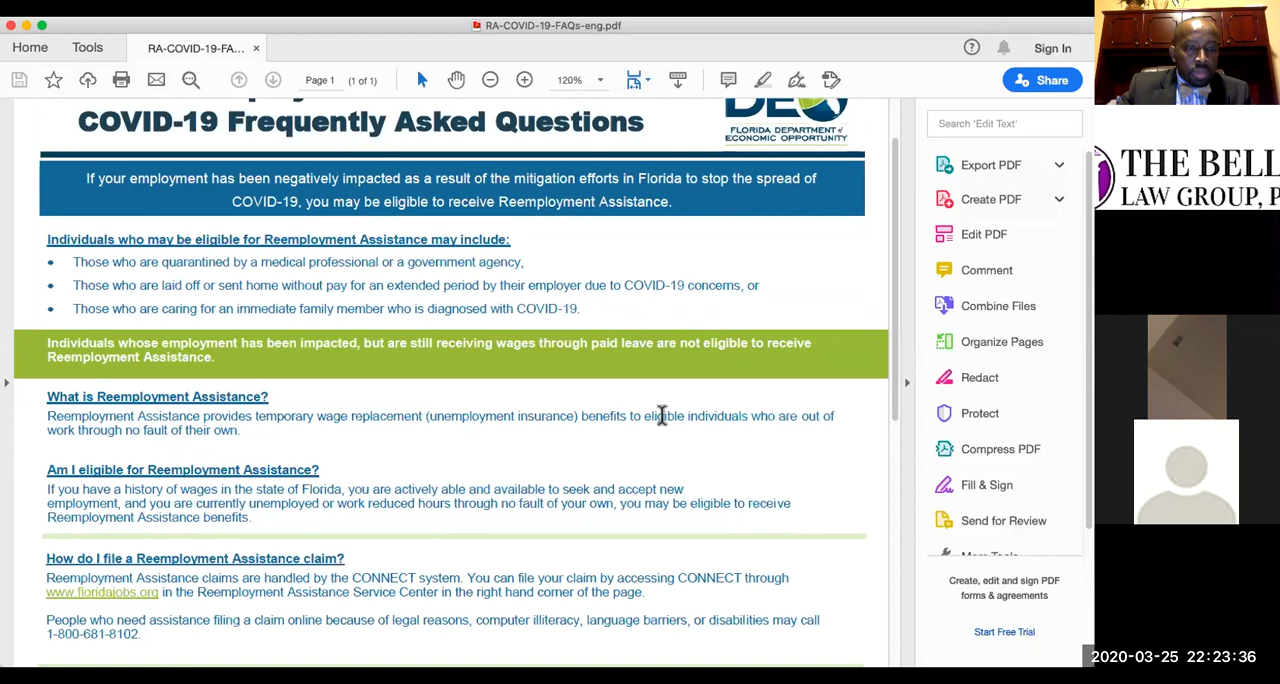 RA-COVID-19-FAQs-eng.pdf
Home
Tools
RA-COVID-19-FA...
Sign In
Page 1
(1 of 1)
120%
Share
COVID-19 Frequently Asked Questions
FLORIDA DEPARTMENT of
ECONOMIC OPPORTUNITY
If your employment has been negatively impacted as a result of the mitigation efforts in Florida to stop the spread of
COVID-19, you may be eligible to receive Reemployment Assistance.
Individuals who may be eligible for Reemployment Assistance may include:
• Those who are quarantined by a medical professional or a government agency,
• Those who are laid off or sent home without pay for an extended period by their employer due to COVID-19 concerns, or
• Those who are caring for an immediate family member who is diagnosed with COVID-19.
Individuals whose employment has been impacted, but are still receiving wages through paid leave are not eligible to receive
Reemployment Assistance.
What is Reemployment Assistance?
Reemployment Assistance provides temporary wage replacement (unemployment insurance) benefits to eligible individuals who are out of
work through no fault of their own.
Am I eligible for Reemployment Assistance?
If you have a history of wages in the state of Florida, you are actively able and available to seek and accept new
employment, and you are currently unemployed or work reduced hours through no fault of your own, you may be eligible to receive
Reemployment Assistance benefits.
How do I file a Reemployment Assistance claim?
Reemployment Assistance claims are handled by the CONNECT system. You can file your claim by accessing CONNECT through
www.floridajobs.org in the Reemployment Assistance Service Center in the right hand corner of the page.
People who need assistance filing a claim online because of legal reasons, computer illiteracy, language barriers, or disabilities may call
1-800-681-8102.
Search 'Edit Text'
Export PDF
Create PDF
Edit PDF
Comment
Combine Files
Organize Pages
Redact
Protect
Compress PDF
Fill & Sign
Send for Review
More Tools
Create, edit and sign PDF
forms & agreements
Start Free Trial
THE BELL
LAW GROUP, P
2020-03-25 22:23:36